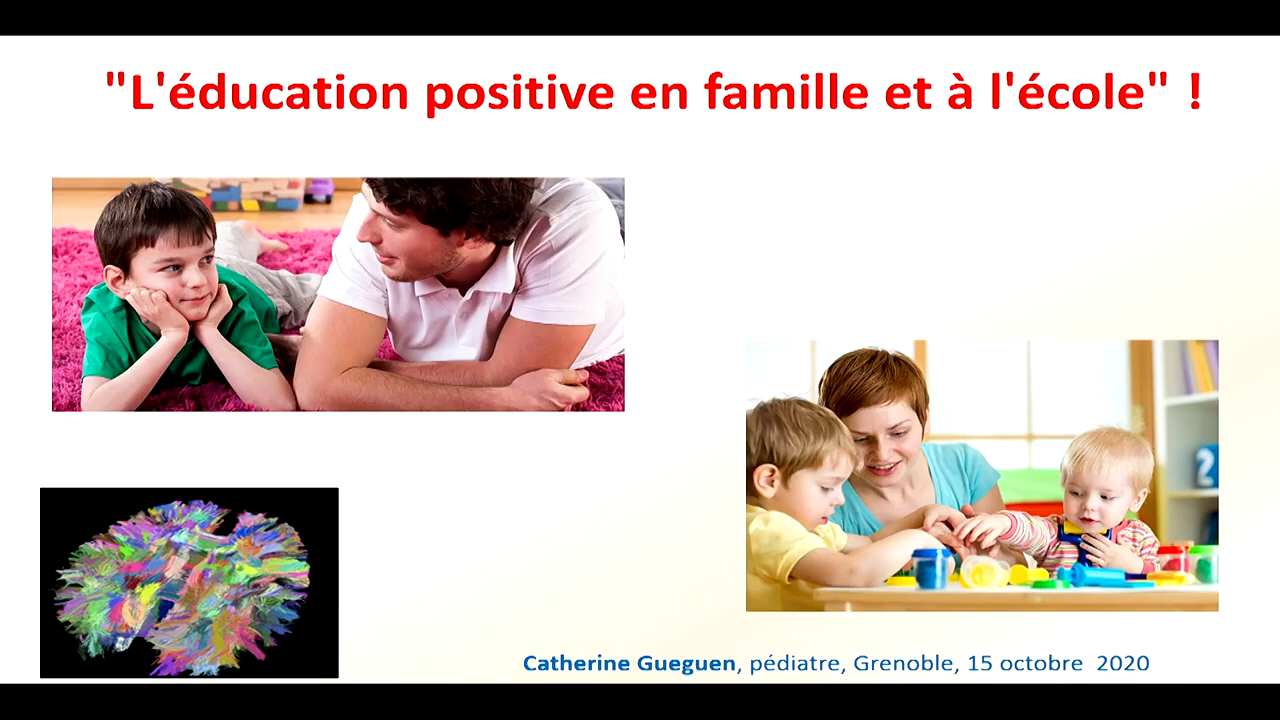 "L'éducation positive en famille et à l'école" !
Catherine Gueguen, pédiatre, Grenoble, 15 octobre 2020